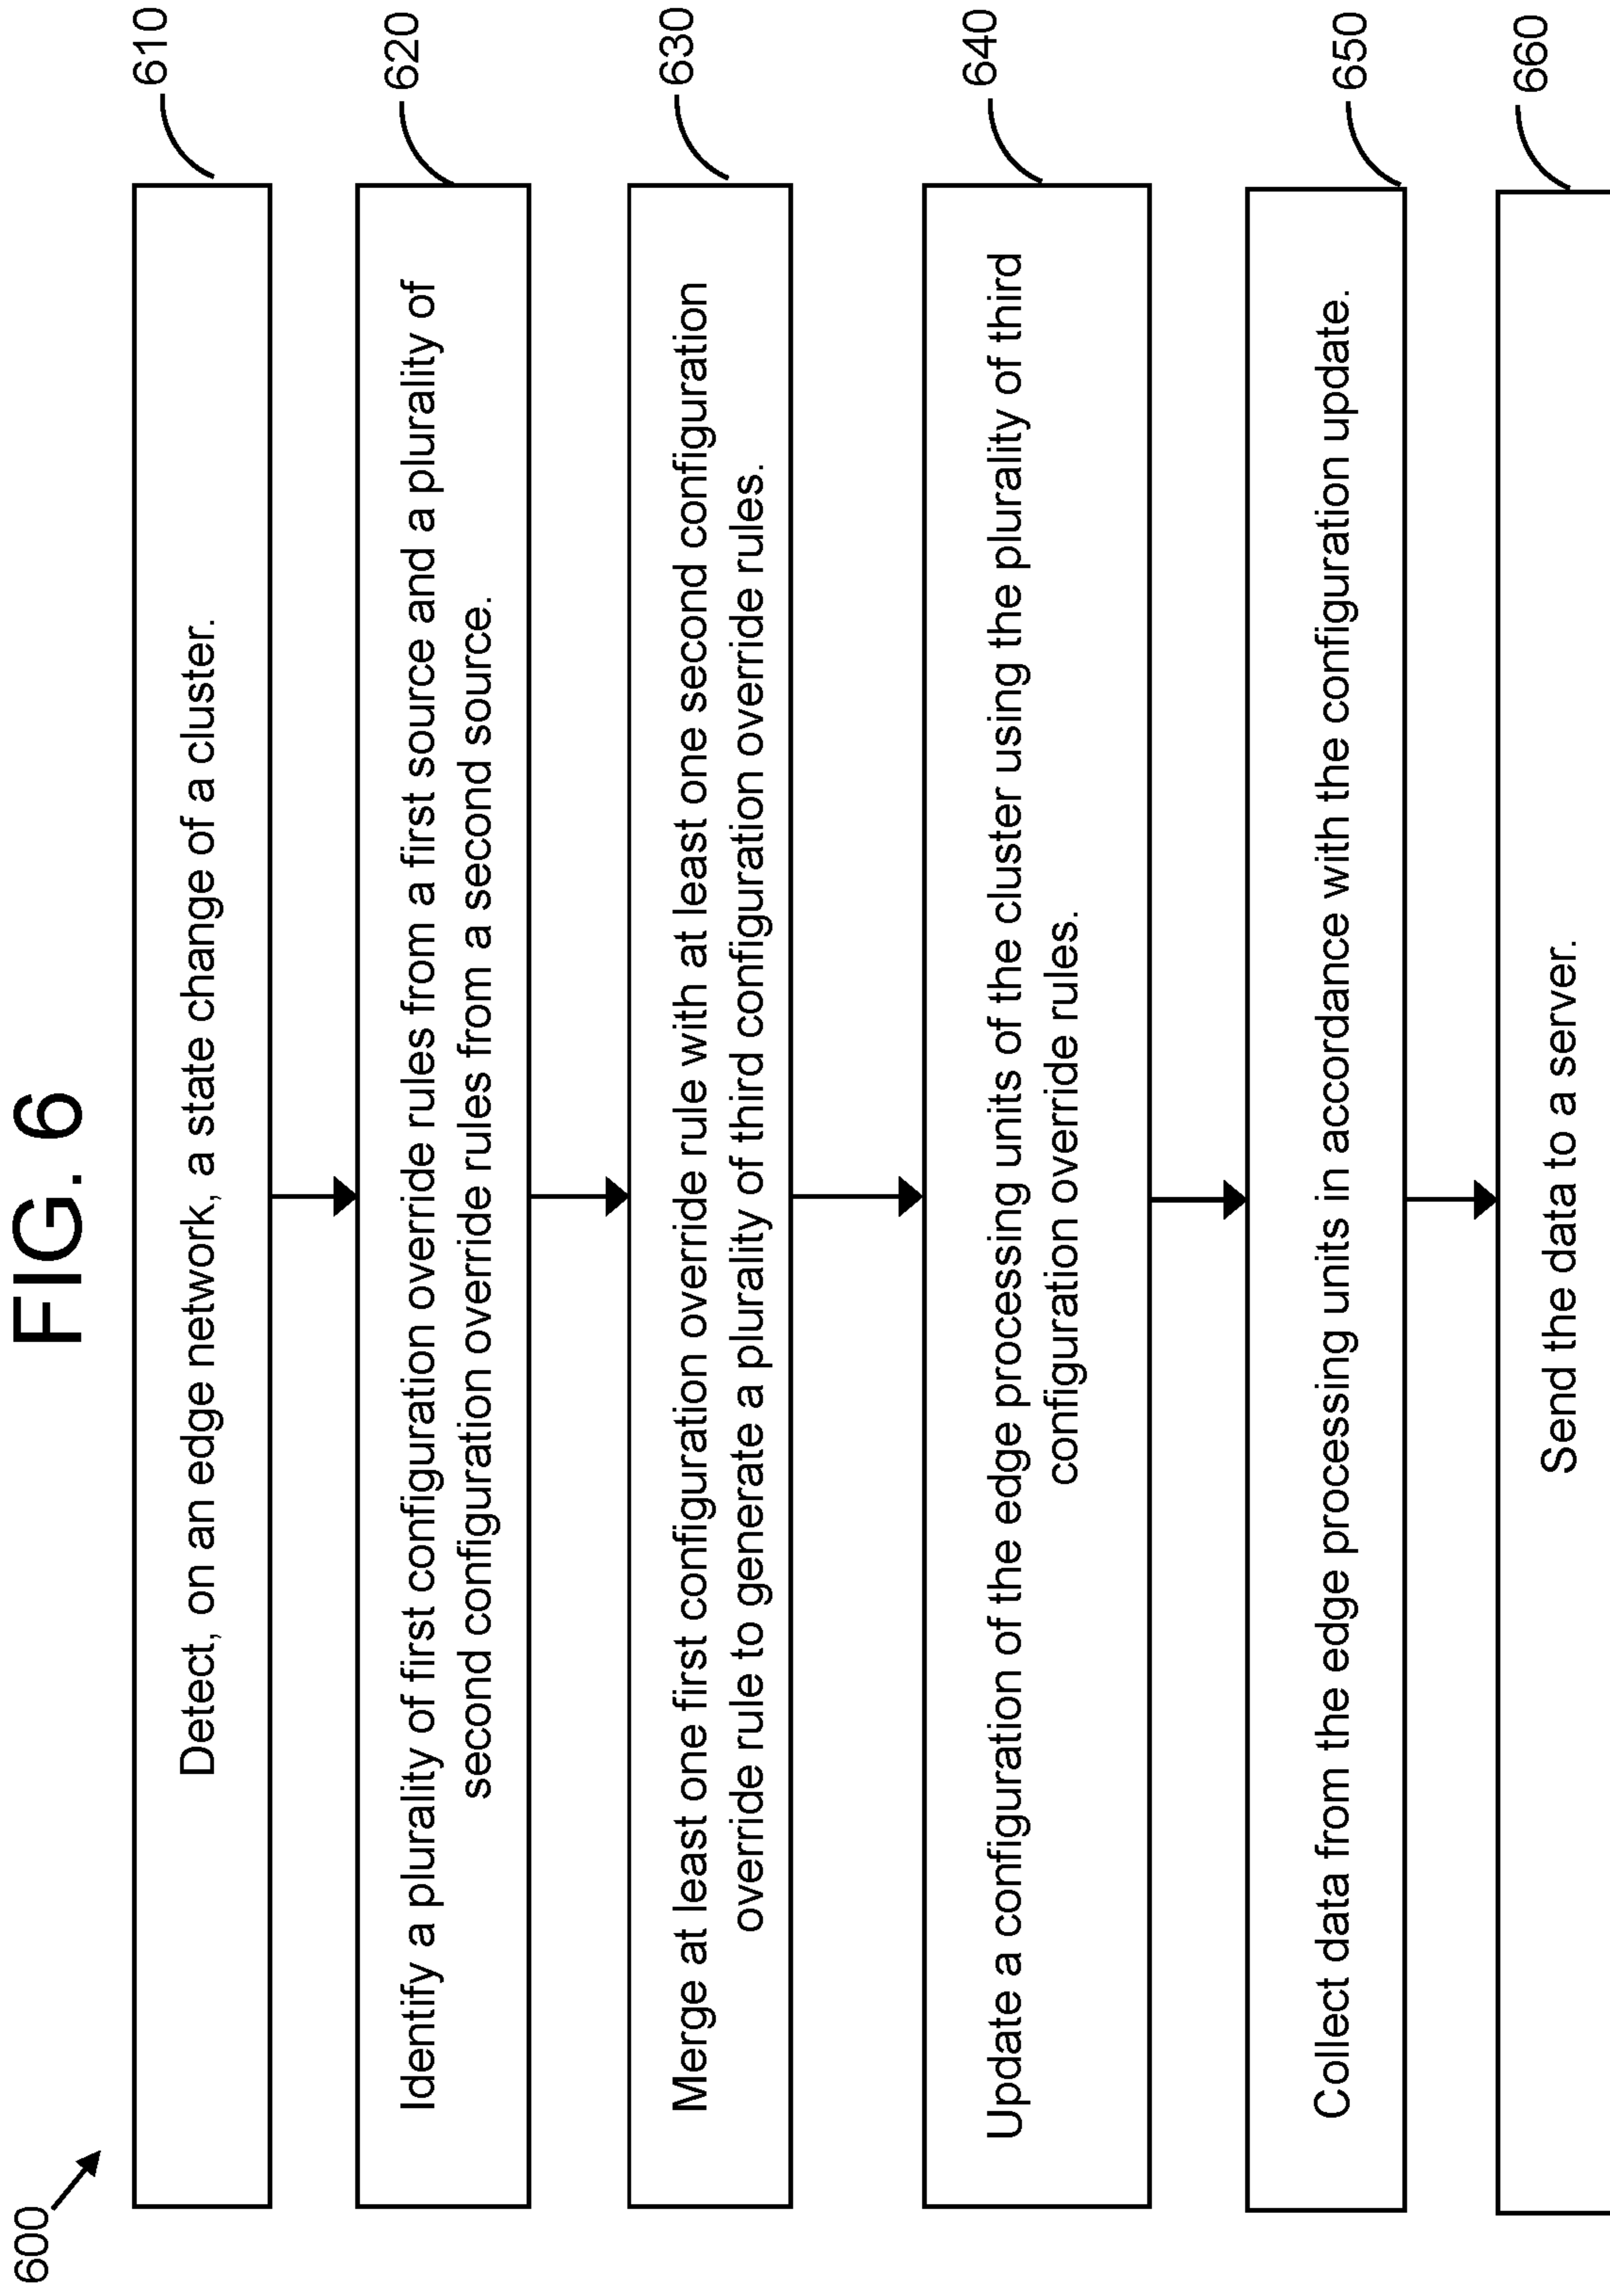 FIG. 6
600
Detect, on an edge network, a state change of a cluster.
610
Identify a plurality of first configuration override rules from a first source and a plurality of
second configuration override rules from a second source.
620
Merge at least one first configuration override rule with at least one second configuration
override rule to generate a plurality of third configuration override rules.
630
Update a configuration of the edge processing units of the cluster using the plurality of third
configuration override rules.
640
Collect data from the edge processing units in accordance with the configuration update.
650
Send the data to a server.
660